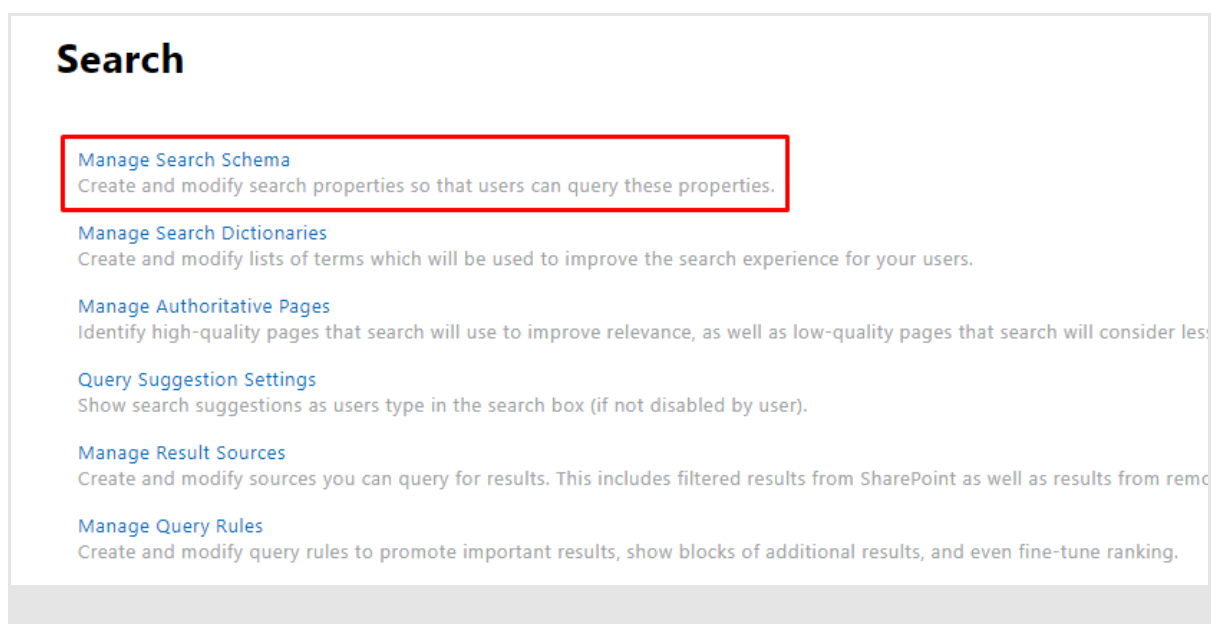 Search
Manage Search Schema
Create and modify search properties so that users can query these properties.
Manage Search Dictionaries
Create and modify lists of terms which will be used to improve the search experience for your users.
Manage Authoritative Pages
Identify high-quality pages that search will use to improve relevance, as well as low-quality pages that search will consider
Query Suggestion Settings
Show search suggestions as users type in the search box (if not disabled by user).
Manage Result Sources
Create and modify sources you can query for results. This includes filtered results from SharePoint as well as results from
Manage Query Rules
Create and modify query rules to promote important results, show blocks of additional results, and even fine-tune ranking.